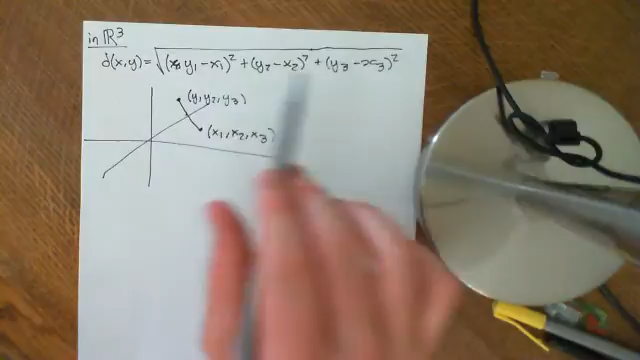 in ℝ³
d(x,y) = √((y₁-x₁)² + (y₂-x₂)² + (y₃-x₃)²)
(y₁,y₂,y₃)
(x₁,x₂,x₃)